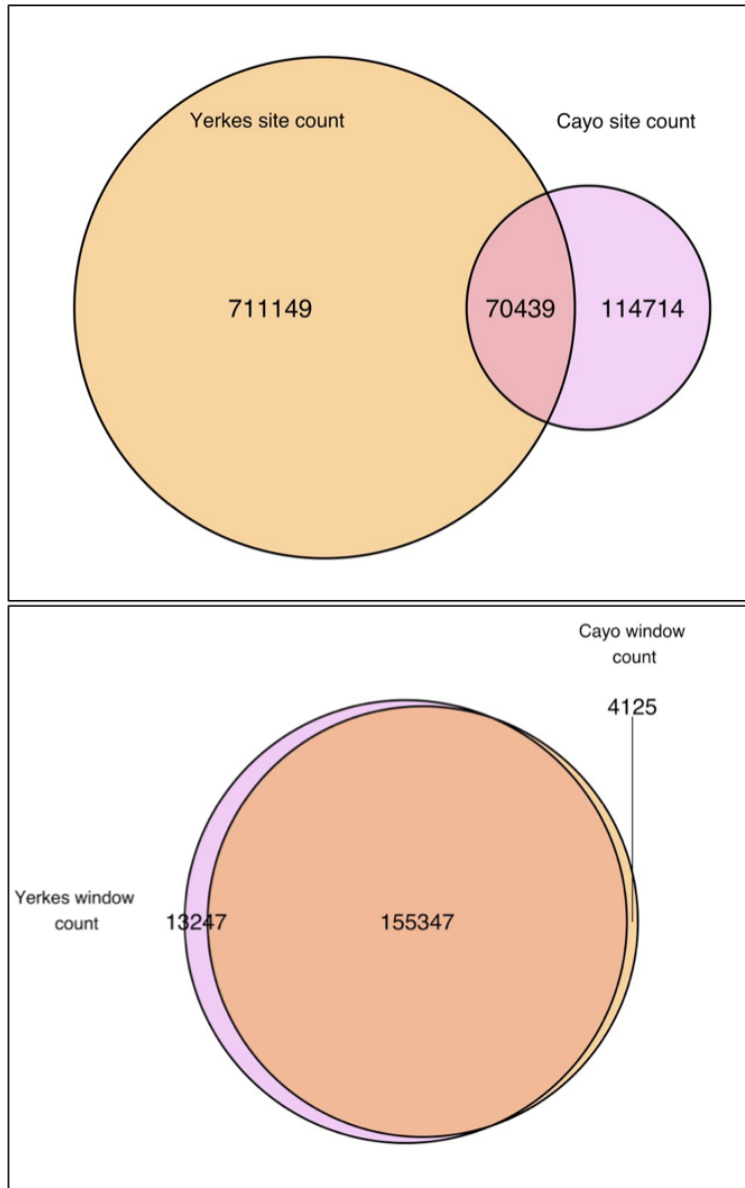 Yerkes site count
Cayo site count
711149
70439
114714
Cayo window
count
4125
Yerkes window
count
13247
155347